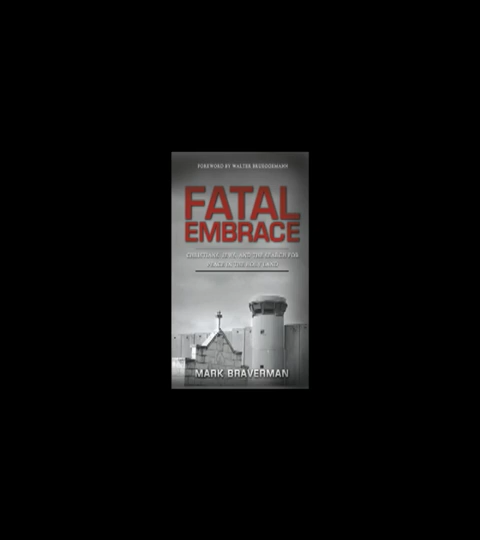 FOREWORD BY WALTER BRUEGGEMANN
FATAL
EMBRACE
CHRISTIANS, JEWS, AND THE SEARCH FOR
PEACE IN THE HOLY LAND
MARK BRAVERMAN